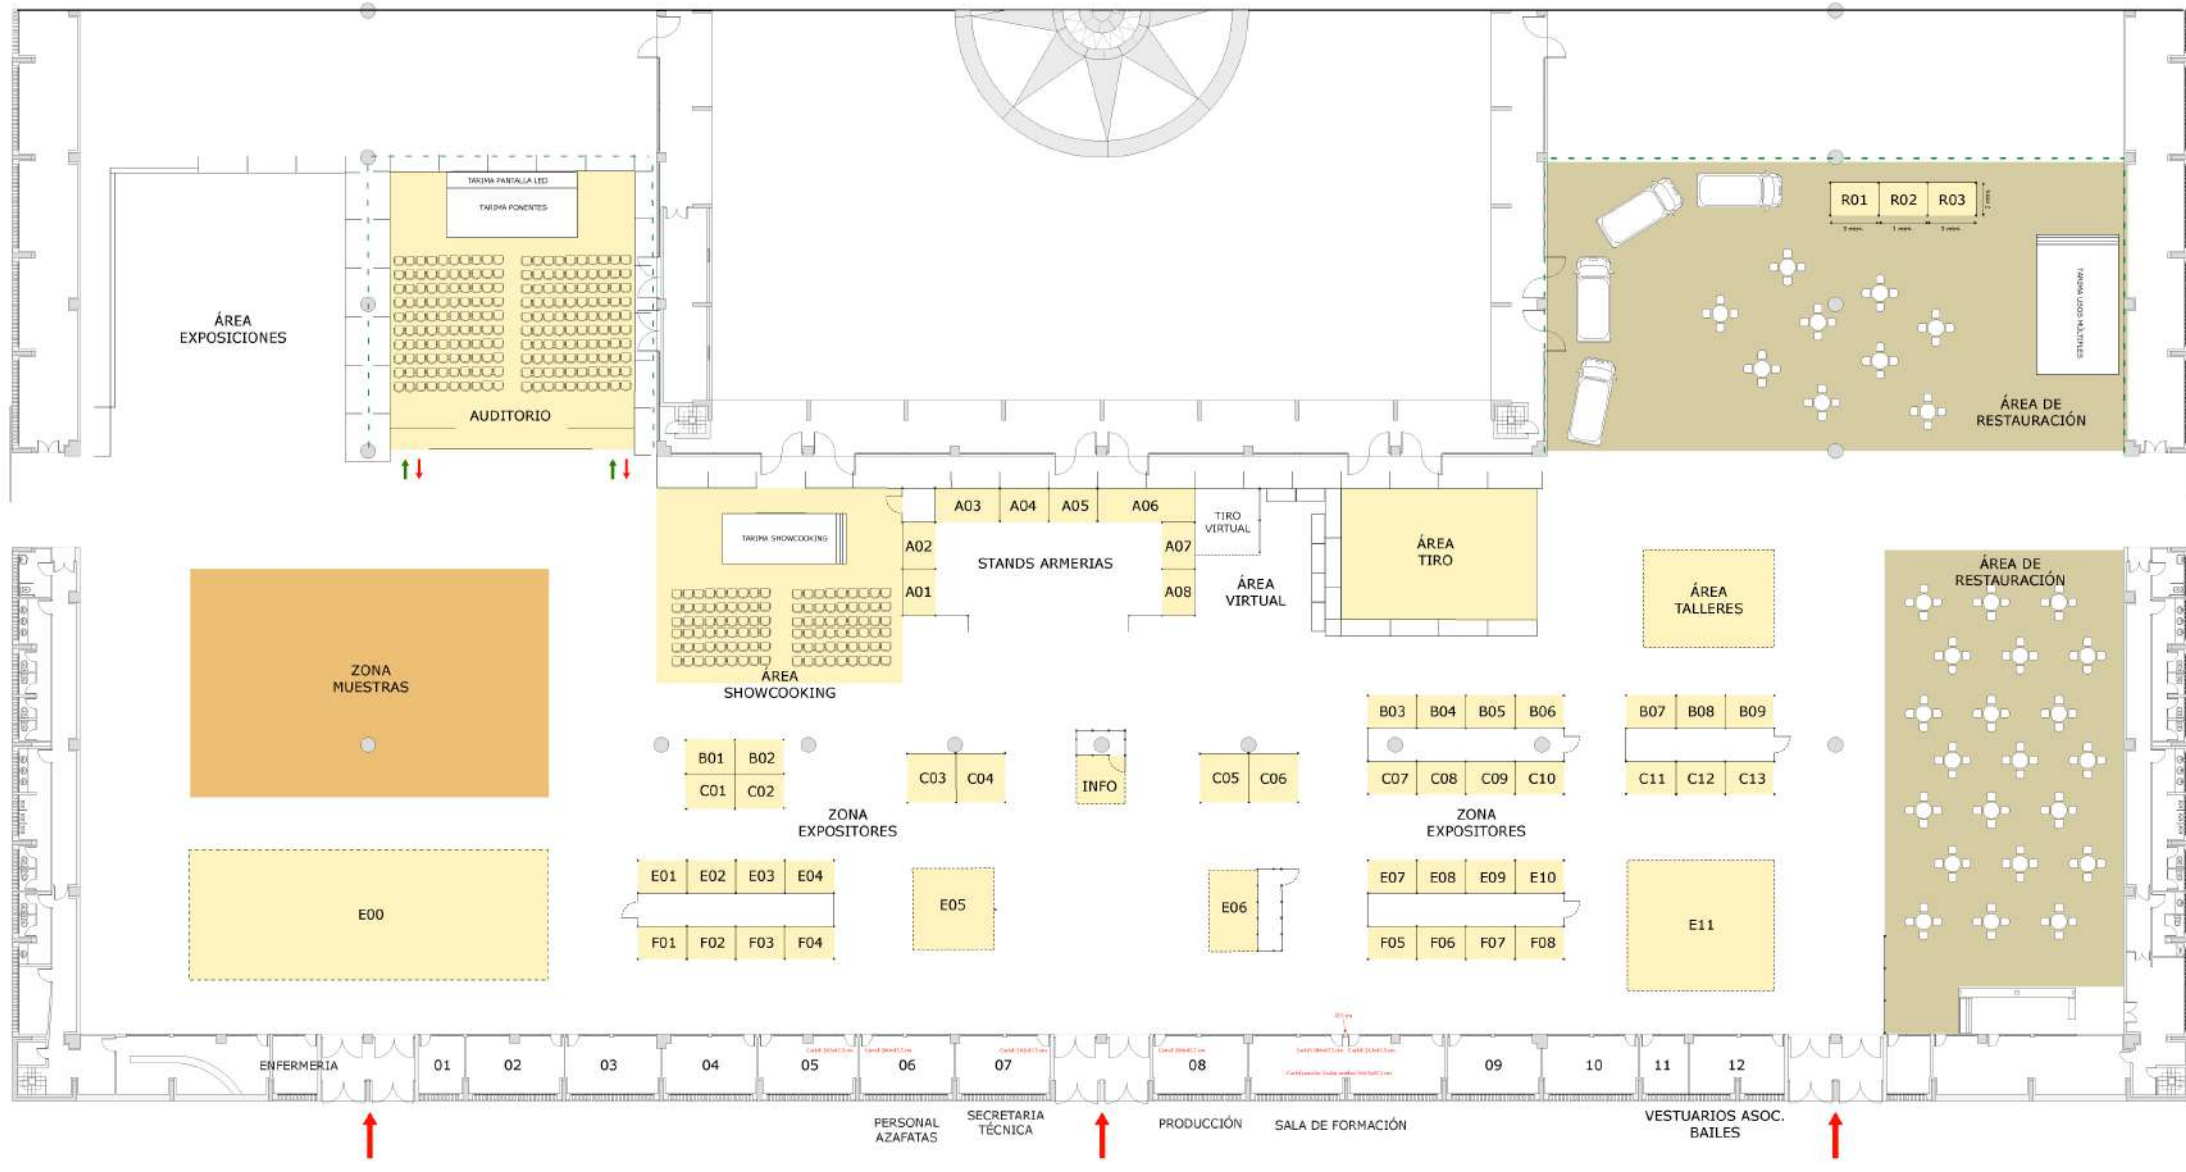 TARIMA PANTALLA LED
TARIMA PONENTES
R01
R02
R03
ÁREA
EXPOSICIONES
TARIMA USOS MÚLTIPLES
AUDITORIO
ÁREA DE
RESTAURACIÓN
A03
A04
A05
A06
TIRO
VIRTUAL
TARIMA SHOWCOOKING
A02
A07
STANDS ARMERIAS
ÁREA
TIRO
A01
A08
ÁREA
VIRTUAL
ÁREA
TALLERES
ÁREA DE
RESTAURACIÓN
ZONA
MUESTRAS
ÁREA
SHOWCOOKING
B03
B04
B05
B06
B07
B08
B09
B01
B02
C01
C02
C03
C04
INFO
C05
C06
C07
C08
C09
C10
C11
C12
C13
ZONA
EXPOSITORES
ZONA
EXPOSITORES
E01
E02
E03
E04
E07
E08
E09
E10
E00
E05
E06
E11
F01
F02
F03
F04
F05
F06
F07
F08
ENFERMERIA
01
02
03
04
05
06
07
08
09
10
11
12
PERSONAL
AZAFATAS
SECRETARIA
TÉCNICA
PRODUCCIÓN
SALA DE FORMACIÓN
VESTUARIOS ASOC.
BAILES